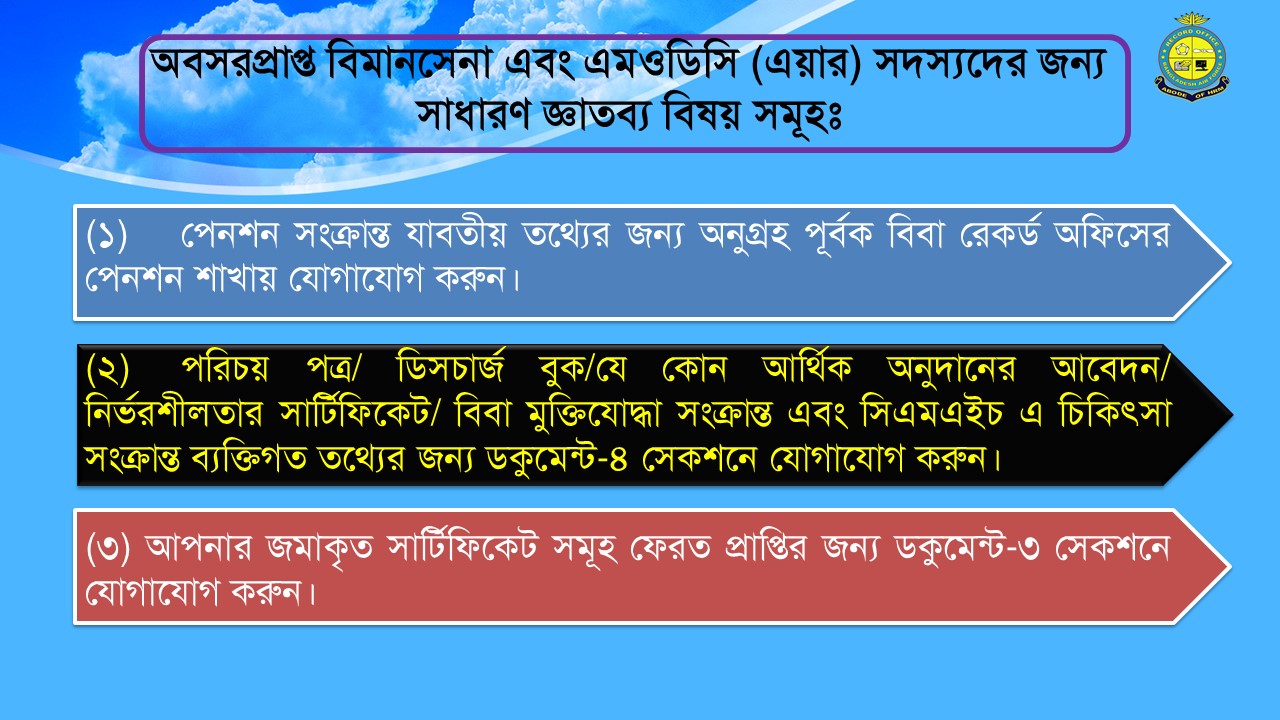 অবসরপ্রাপ্ত বিমানসেনা এবং এমওডিসি (এয়ার) সদস্যদের জন্য
সাধারণ জ্ঞাতব্য বিষয় সমূহঃ
RECORD OFFICE
BANGLADESH AIR FORCE
ABODE OF HRM
(১) পেনশন সংক্রান্ত যাবতীয় তথ্যের জন্য অনুগ্রহ পূর্বক বিবা রেকর্ড অফিসের
পেনশন শাখায় যোগাযোগ করুন।
(২) পরিচয় পত্র/ ডিসচার্জ বুক/যে কোন আর্থিক অনুদানের আবেদন/
নির্ভরশীলতার সার্টিফিকেট/ বিবা মুক্তিযোদ্ধা সংক্রান্ত এবং সিএমএইচ এ চিকিৎসা
সংক্রান্ত ব্যক্তিগত তথ্যের জন্য ডকুমেন্ট-৪ সেকশনে যোগাযোগ করুন।
(৩) আপনার জমাকৃত সার্টিফিকেট সমূহ ফেরত প্রাপ্তির জন্য ডকুমেন্ট-৩ সেকশনে
যোগাযোগ করুন।